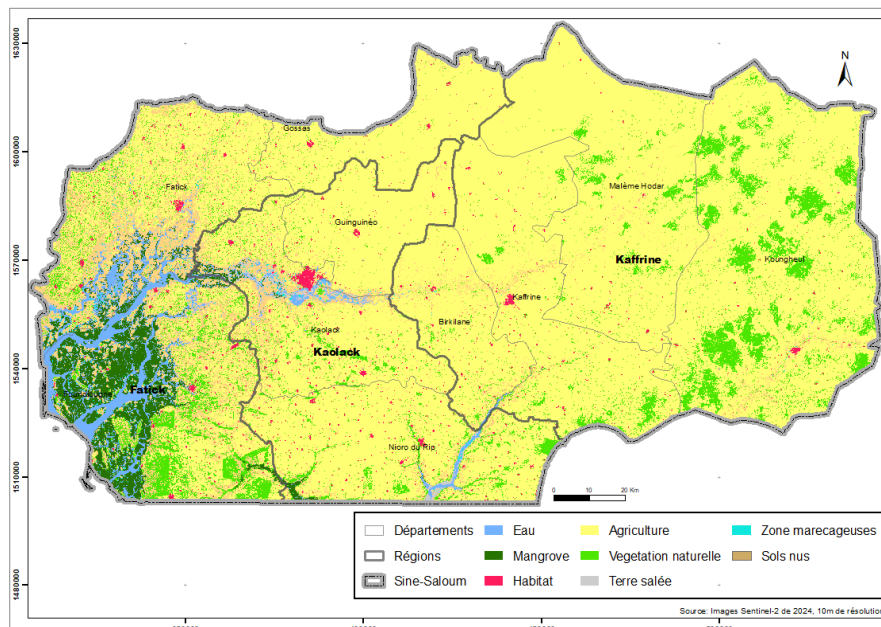 N
1630000
1600000
1570000
1540000
1510000
1480000
Gossas
Fatick
Guinguinéo
Malème Hodar
Kaffrine
Koungheul
Kaffrine
Birkilane
Kaolack
Kaolack
Fatick
Nioro du Rip
0 10 20 Km
Départements Eau Agriculture Zone marecageuses
Régions Mangrove Vegetation naturelle Sols nus
Sine-Saloum Habitat Terre salée
Source: Images Sentinel-2 de 2024, 10m de résolution